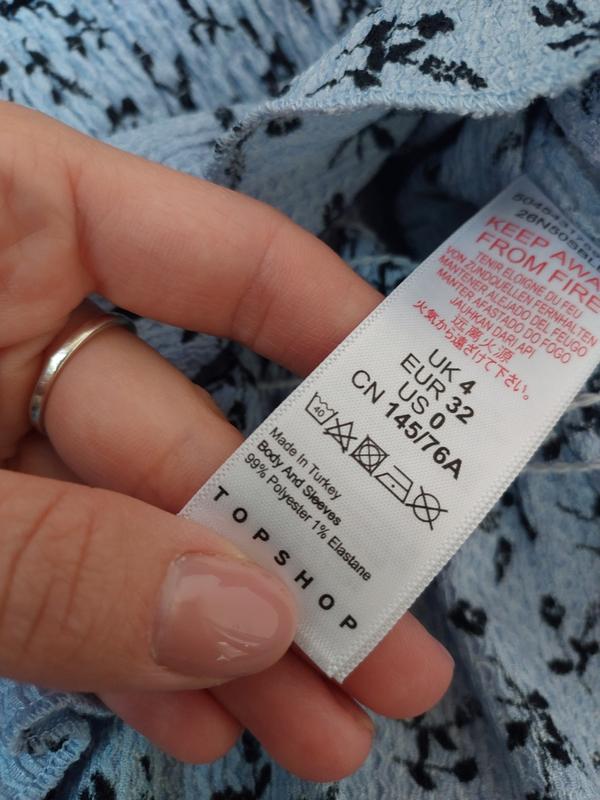 KEEP AWAY
FROM FIRE
TENIR ELOIGNE DU FEU
VON ZUNDQUELLEN FERNHALTEN
MANTENER ALEJADO DEL FUEGO
MANTER AFASTADO DO FOGO
JAUHKAN DARI API
远离火源
火気から遠ざけて下さい。
UK 4
EUR 32
US 0
CN 145/76A
40
Made In Turkey
Body And Sleeves
99% Polyester 1% Elastane
TOPSHOP